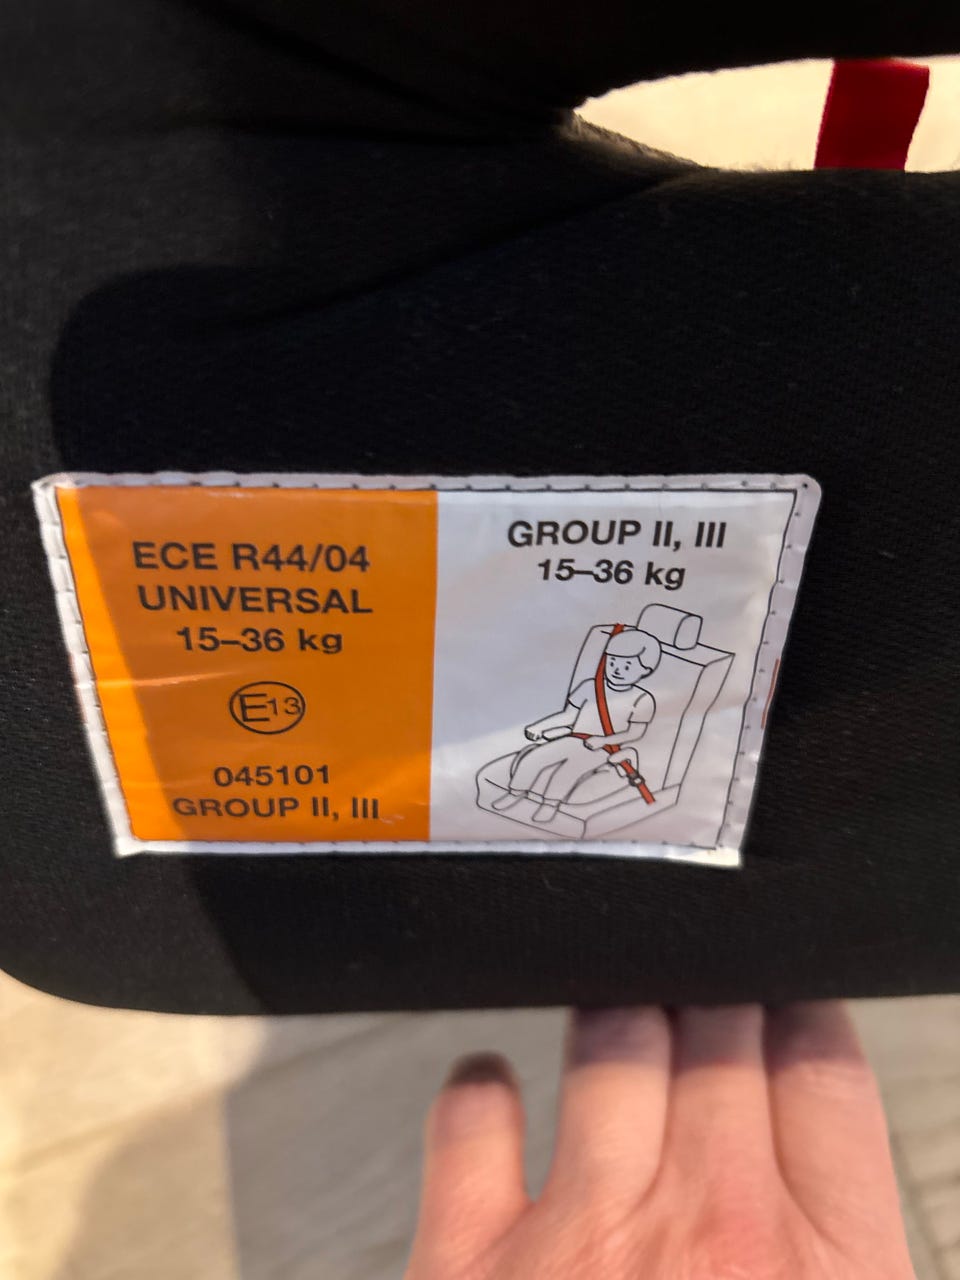 ECE R44/04
UNIVERSAL
15–36 kg
E13
045101
GROUP II, III
GROUP II, III
15–36 kg